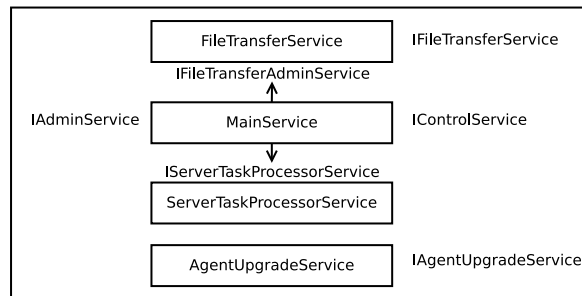 FileTransferService
IFileTransferService
IFileTransferAdminService
IAdminService
MainService
IControlService
IServerTaskProcessorService
ServerTaskProcessorService
AgentUpgradeService
IAgentUpgradeService